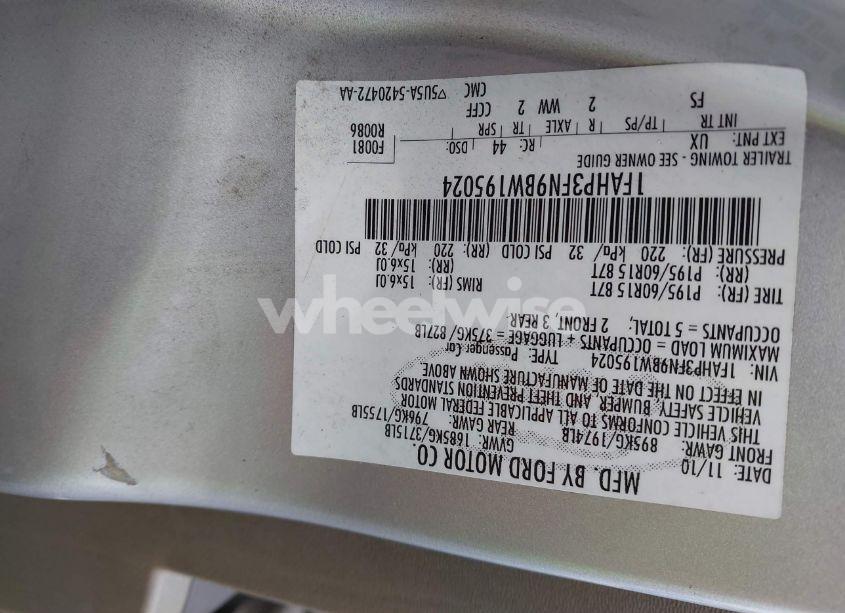 MFD. BY FORD MOTOR CO.
DATE: 11/10 GVWR: 1685KG/3715LB
FRONT GAWR: REAR GAWR:
895KG/1974LB 796KG/1755LB
THIS VEHICLE CONFORMS TO ALL APPLICABLE FEDERAL MOTOR
VEHICLE SAFETY, BUMPER, AND THEFT PREVENTION STANDARDS
IN EFFECT ON THE DATE OF MANUFACTURE SHOWN ABOVE.
VIN: 1FAHP3FN9BW195024 TYPE: Passenger Car
MAXIMUM LOAD = OCCUPANTS + LUGGAGE = 375KG/827LB
OCCUPANTS = 5 TOTAL, 2 FRONT, 3 REAR
TIRE (FR): P195/60R15 87T RIMS (FR): 15x6.0J
(RR): P195/60R15 87T (RR): 15x6.0J
PRESSURE (FR): 220 kPa/ 32 PSI COLD (RR): 220 kPa/ 32 PSI COLD
1FAHP3FN9BW195024
TRAILER TOWING - SEE OWNER GUIDE
EXT PNT: UX RC: 44 DSO: F0081
R0086
INT TR TP/PS R AXLE TR SPR
FS 2 WW 2 CCFF
CMC ▽5U5A-5420472-AA
wheelwise